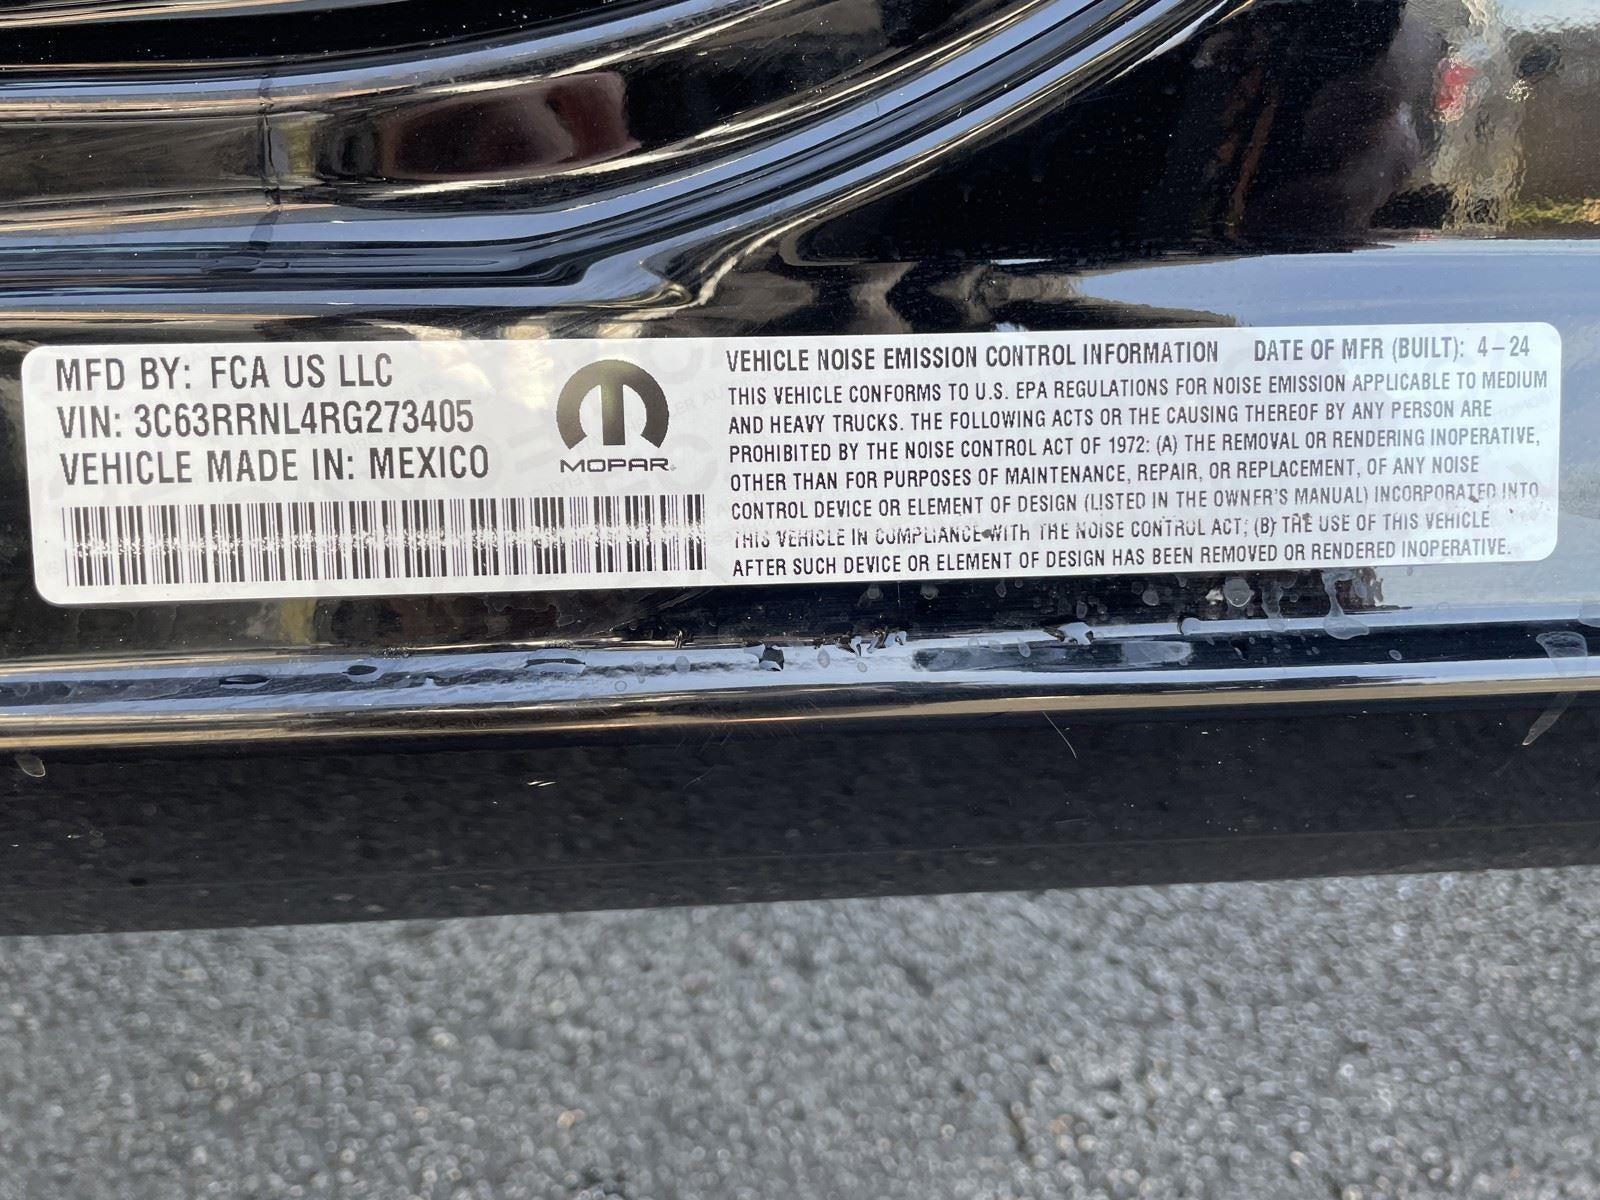 MFD BY: FCA US LLC
VIN: 3C63RRNL4RG273405
VEHICLE MADE IN: MEXICO
MOPAR
VEHICLE NOISE EMISSION CONTROL INFORMATION DATE OF MFR (BUILT): 4-24
THIS VEHICLE CONFORMS TO U.S. EPA REGULATIONS FOR NOISE EMISSION APPLICABLE TO MEDIUM
AND HEAVY TRUCKS. THE FOLLOWING ACTS OR THE CAUSING THEREOF BY ANY PERSON ARE
PROHIBITED BY THE NOISE CONTROL ACT OF 1972: (A) THE REMOVAL OR RENDERING INOPERATIVE,
OTHER THAN FOR PURPOSES OF MAINTENANCE, REPAIR, OR REPLACEMENT, OF ANY NOISE
CONTROL DEVICE OR ELEMENT OF DESIGN (LISTED IN THE OWNER'S MANUAL) INCORPORATED INTO
THIS VEHICLE IN COMPLIANCE WITH THE NOISE CONTROL ACT; (B) THE USE OF THIS VEHICLE
AFTER SUCH DEVICE OR ELEMENT OF DESIGN HAS BEEN REMOVED OR RENDERED INOPERATIVE.